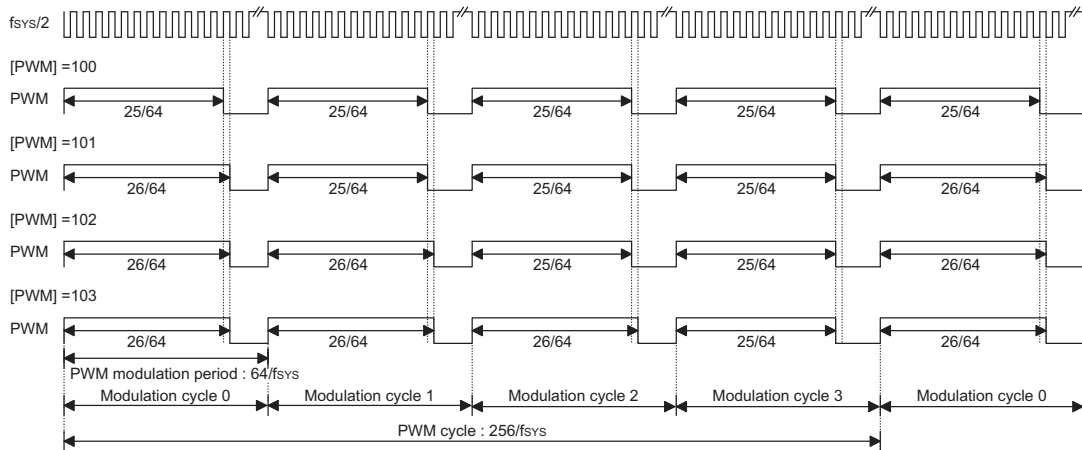 fSYS/2
[PWM] =100
PWM
25/64 25/64 25/64 25/64 25/64
[PWM] =101
PWM
26/64 25/64 25/64 25/64 26/64
[PWM] =102
PWM
26/64 26/64 25/64 25/64 26/64
[PWM] =103
PWM
26/64 26/64 26/64 25/64 26/64
PWM modulation period : 64/fSYS
Modulation cycle 0 Modulation cycle 1 Modulation cycle 2 Modulation cycle 3 Modulation cycle 0
PWM cycle : 256/fSYS